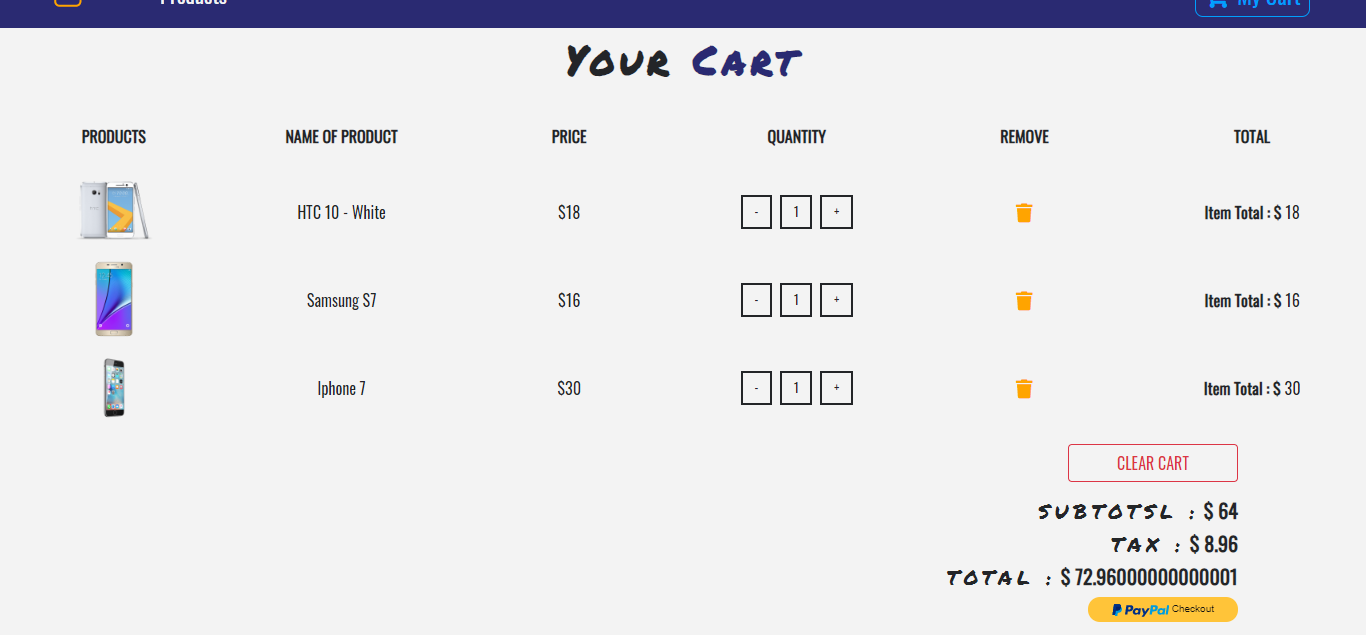 Products My Cart
Your Cart
PRODUCTS NAME OF PRODUCT PRICE QUANTITY REMOVE TOTAL
HTC 10 - White $18 - 1 + Item Total : $ 18
Samsung S7 $16 - 1 + Item Total : $ 16
Iphone 7 $30 - 1 + Item Total : $ 30
CLEAR CART
SUBTOTSL : $ 64
TAX : $ 8.96
TOTAL : $ 72.96000000000001
PayPal Checkout